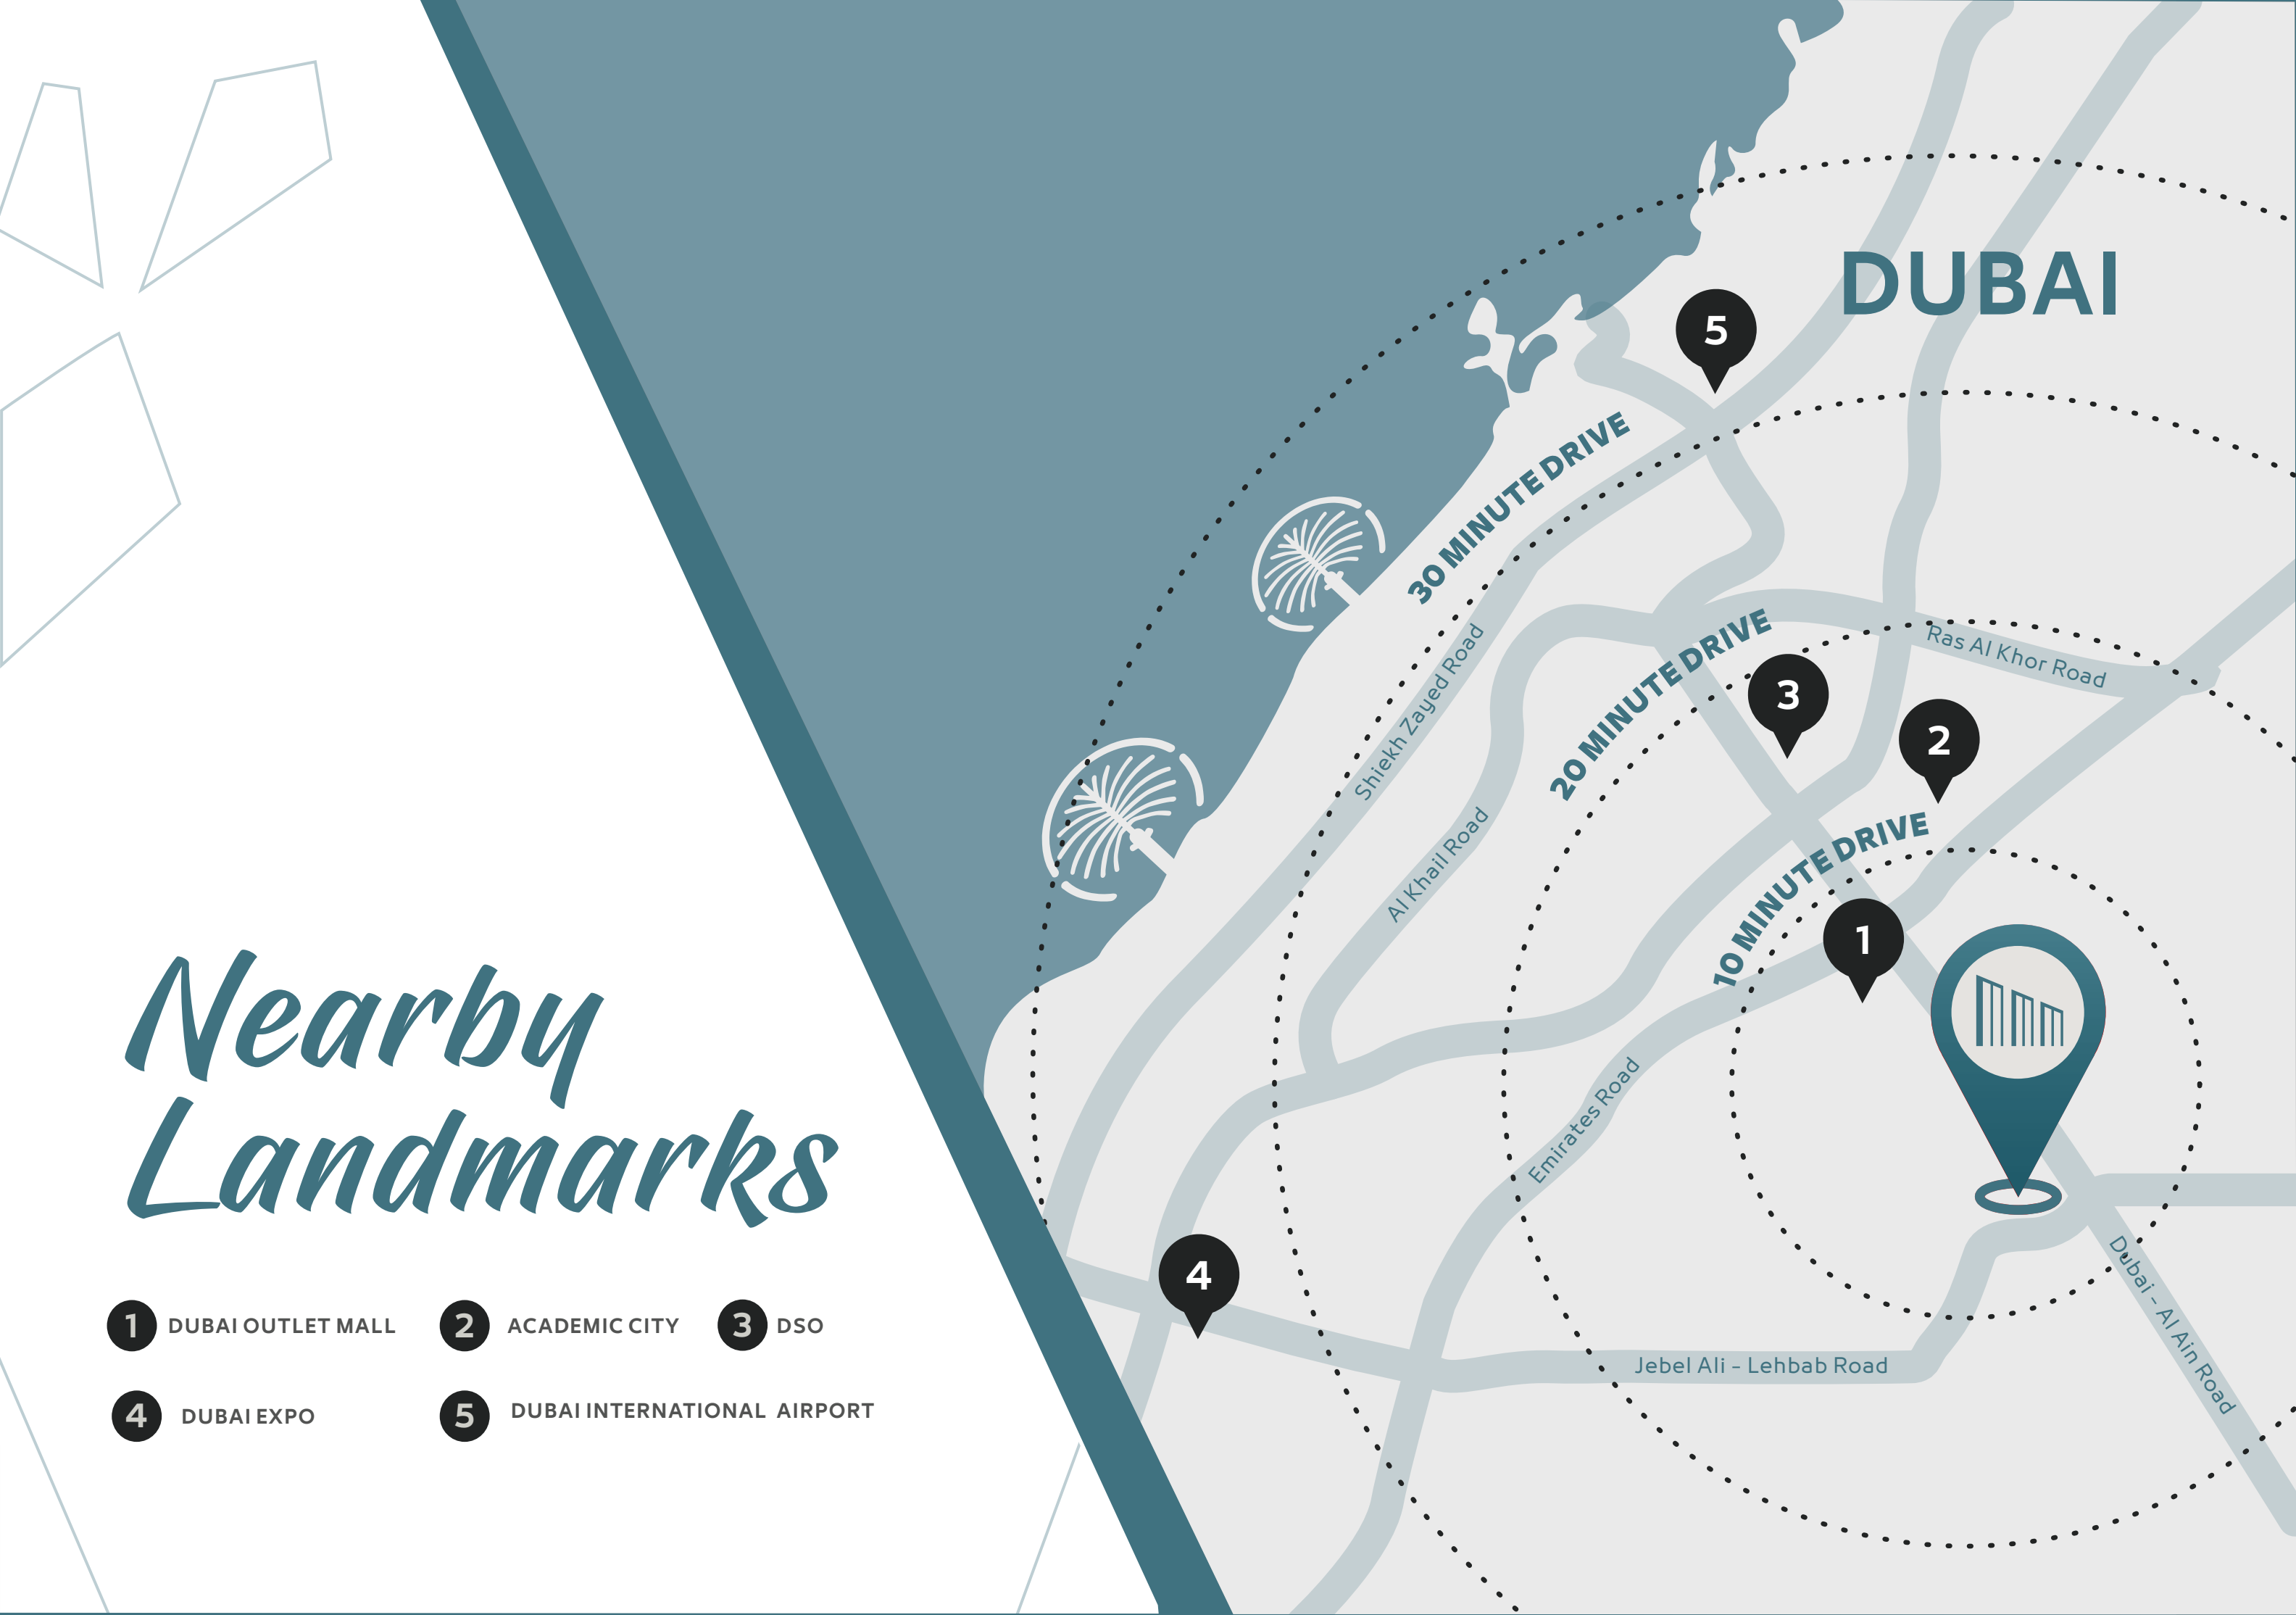 Nearby
Landmarks
1 DUBAI OUTLET MALL
2 ACADEMIC CITY
3 DSO
4 DUBAI EXPO
5 DUBAI INTERNATIONAL AIRPORT
DUBAI
5
30 MINUTE DRIVE
20 MINUTE DRIVE
Ras Al Khor Road
3
2
Shiekh Zayed Road
Al Khail Road
10 MINUTE DRIVE
1
Emirates Road
4
Dubai - Al Ain Road
Jebel Ali - Lehbab Road